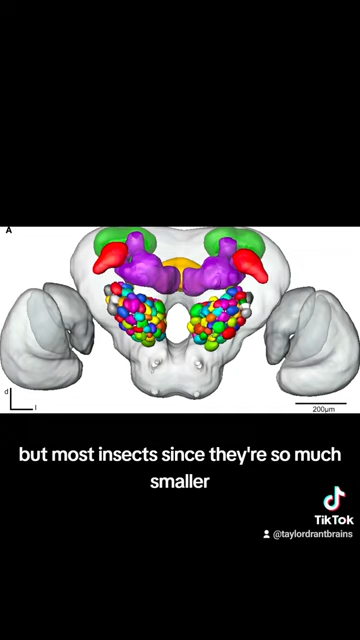 A
d
l
200μm
but most insects since they're so much
smaller
TikTok
@taylordrantbrains